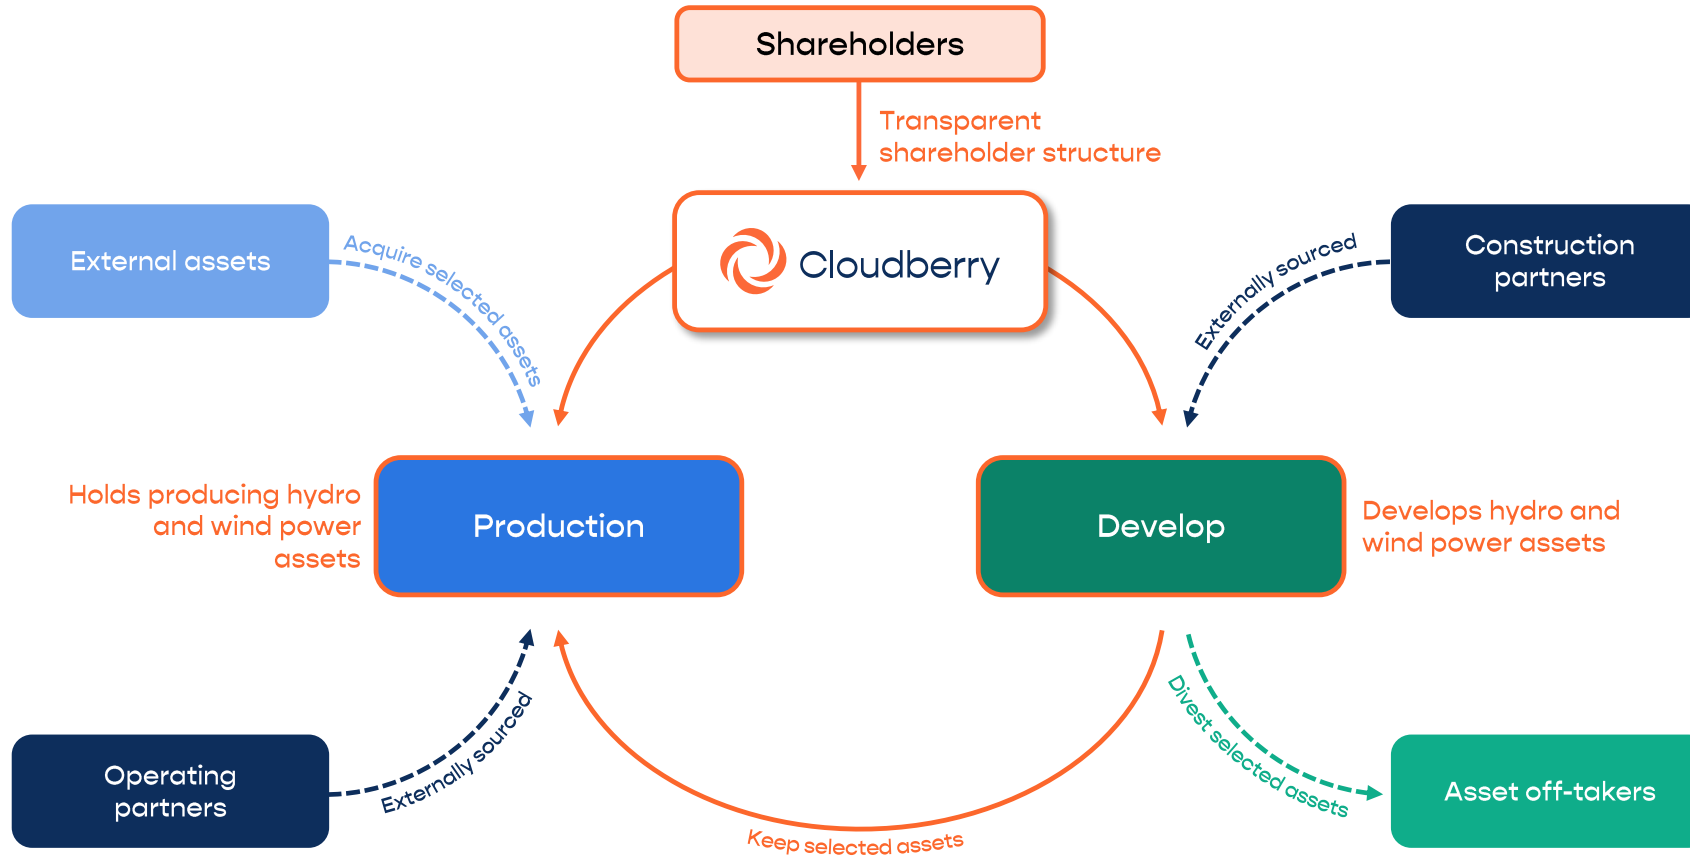 Shareholders
Transparent
shareholder structure
Cloudberry
External assets
Acquire selected assets
Externally sourced
Construction
partners
Holds producing hydro
and wind power
assets
Production
Develop
Develops hydro and
wind power assets
Operating
partners
Externally sourced
Keep selected assets
Divest selected assets
Asset off-takers